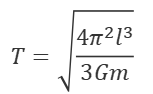 T = √(4π²l³ / 3Gm)